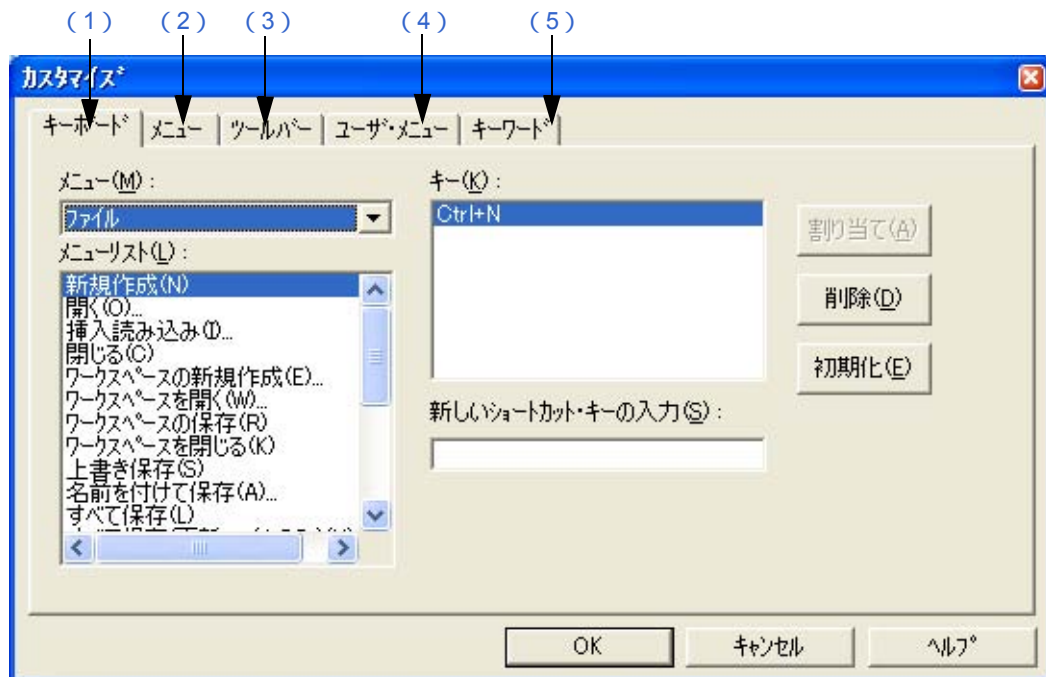 （1） （2） （3） （4） （5）
カスタマイズ
キーボード メニュー ツールバー ユーザ・メニュー キーワード
メニュー(M)：
ファイル
メニューリスト(L)：
新規作成(N)
開く(O)...
挿入読み込み(I)...
閉じる(C)
ワークスペースの新規作成(E)...
ワークスペースを開く(W)...
ワークスペースの保存(R)
ワークスペースを閉じる(K)
上書き保存(S)
名前を付けて保存(A)...
すべて保存(L)
キー(K)：
Ctrl+N
新しいショートカット・キーの入力(S)：
割り当て(A)
削除(D)
初期化(E)
OK キャンセル ヘルプ